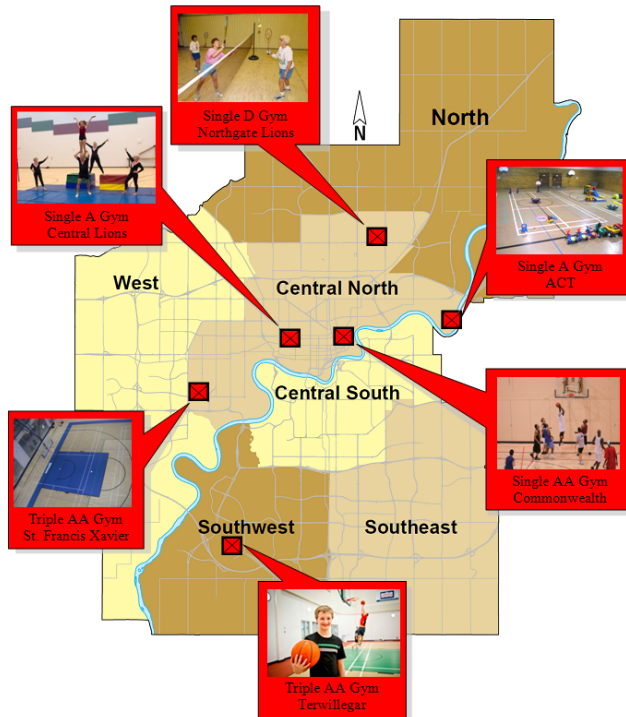 Single D Gym
Northgate Lions
N
North
Single A Gym
Central Lions
Single A Gym
ACT
West
Central North
Central South
Single AA Gym
Commonwealth
Triple AA Gym
St. Francis Xavier
Southwest
Southeast
Triple AA Gym
Terwillegar